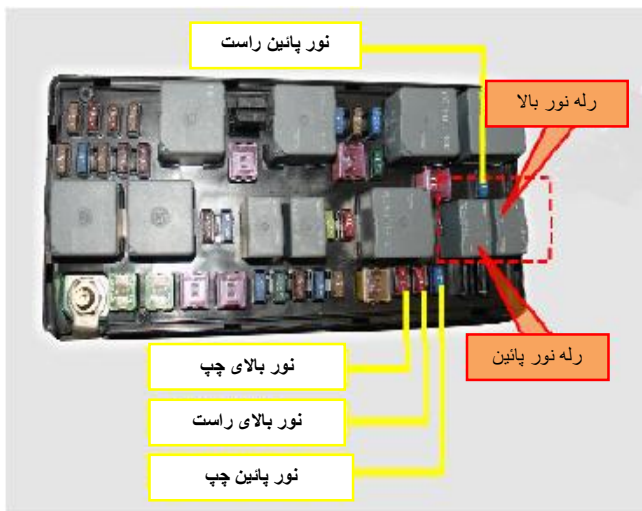 نور پائین راست
رله نور بالا
رله نور پائین
نور بالای چپ
نور بالای راست
نور پائین چپ